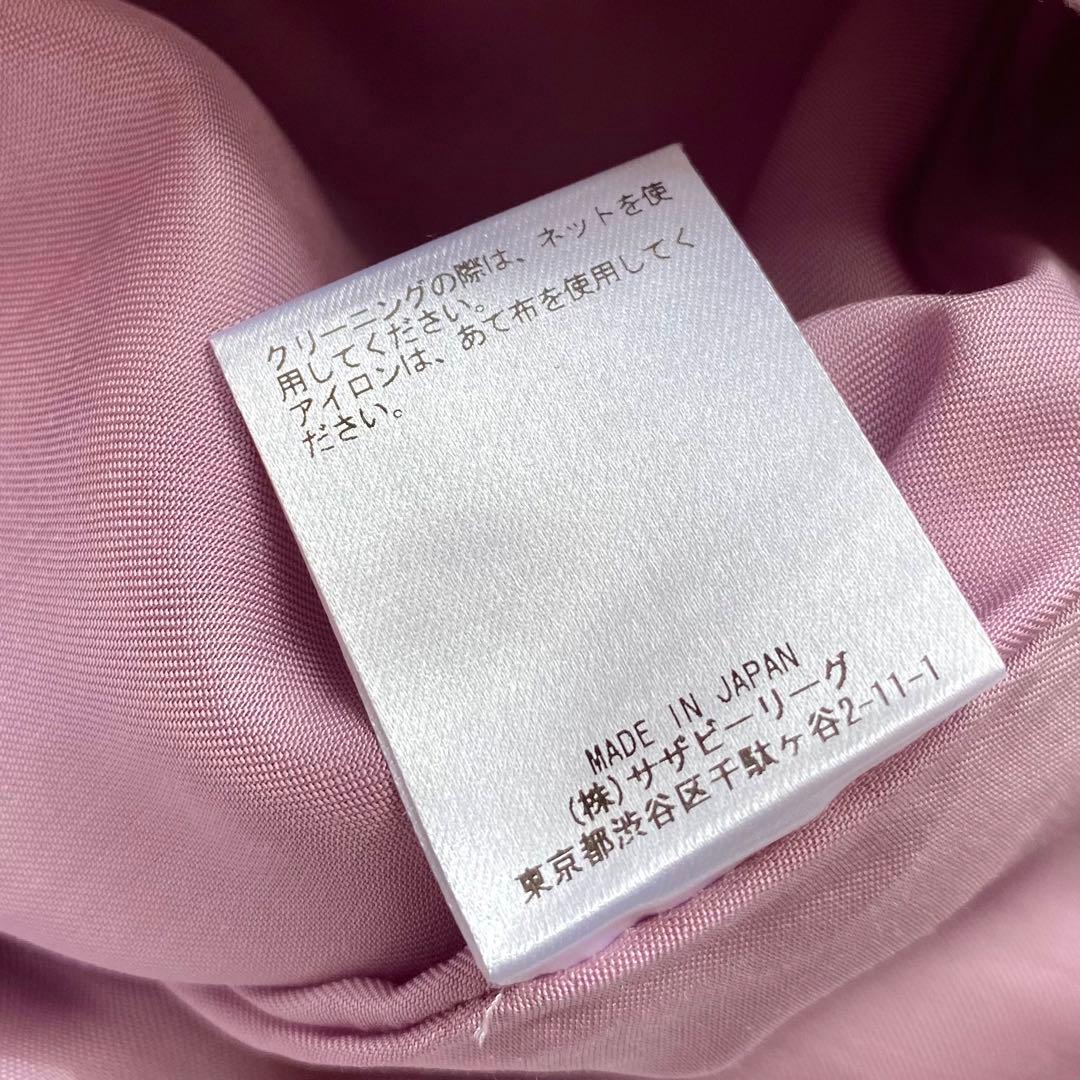 クリーニングの際は、ネットを使
用してください。
アイロンは、あて布を使用してく
ださい。
MADE IN JAPAN
(株)サザビーリーグ
東京都渋谷区千駄ヶ谷2-11-1